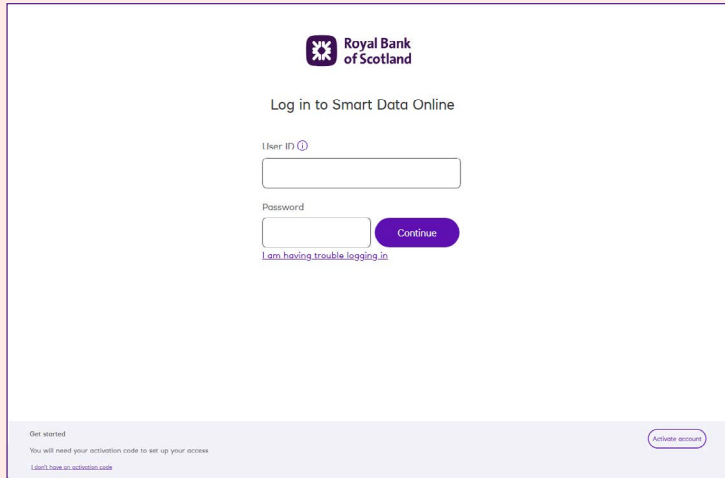 Royal Bank
of Scotland
Log in to Smart Data Online
User ID
Password
Continue
I am having trouble logging in
Get started
You will need your activation code to set up your access
I don't have an activation code
Activate account